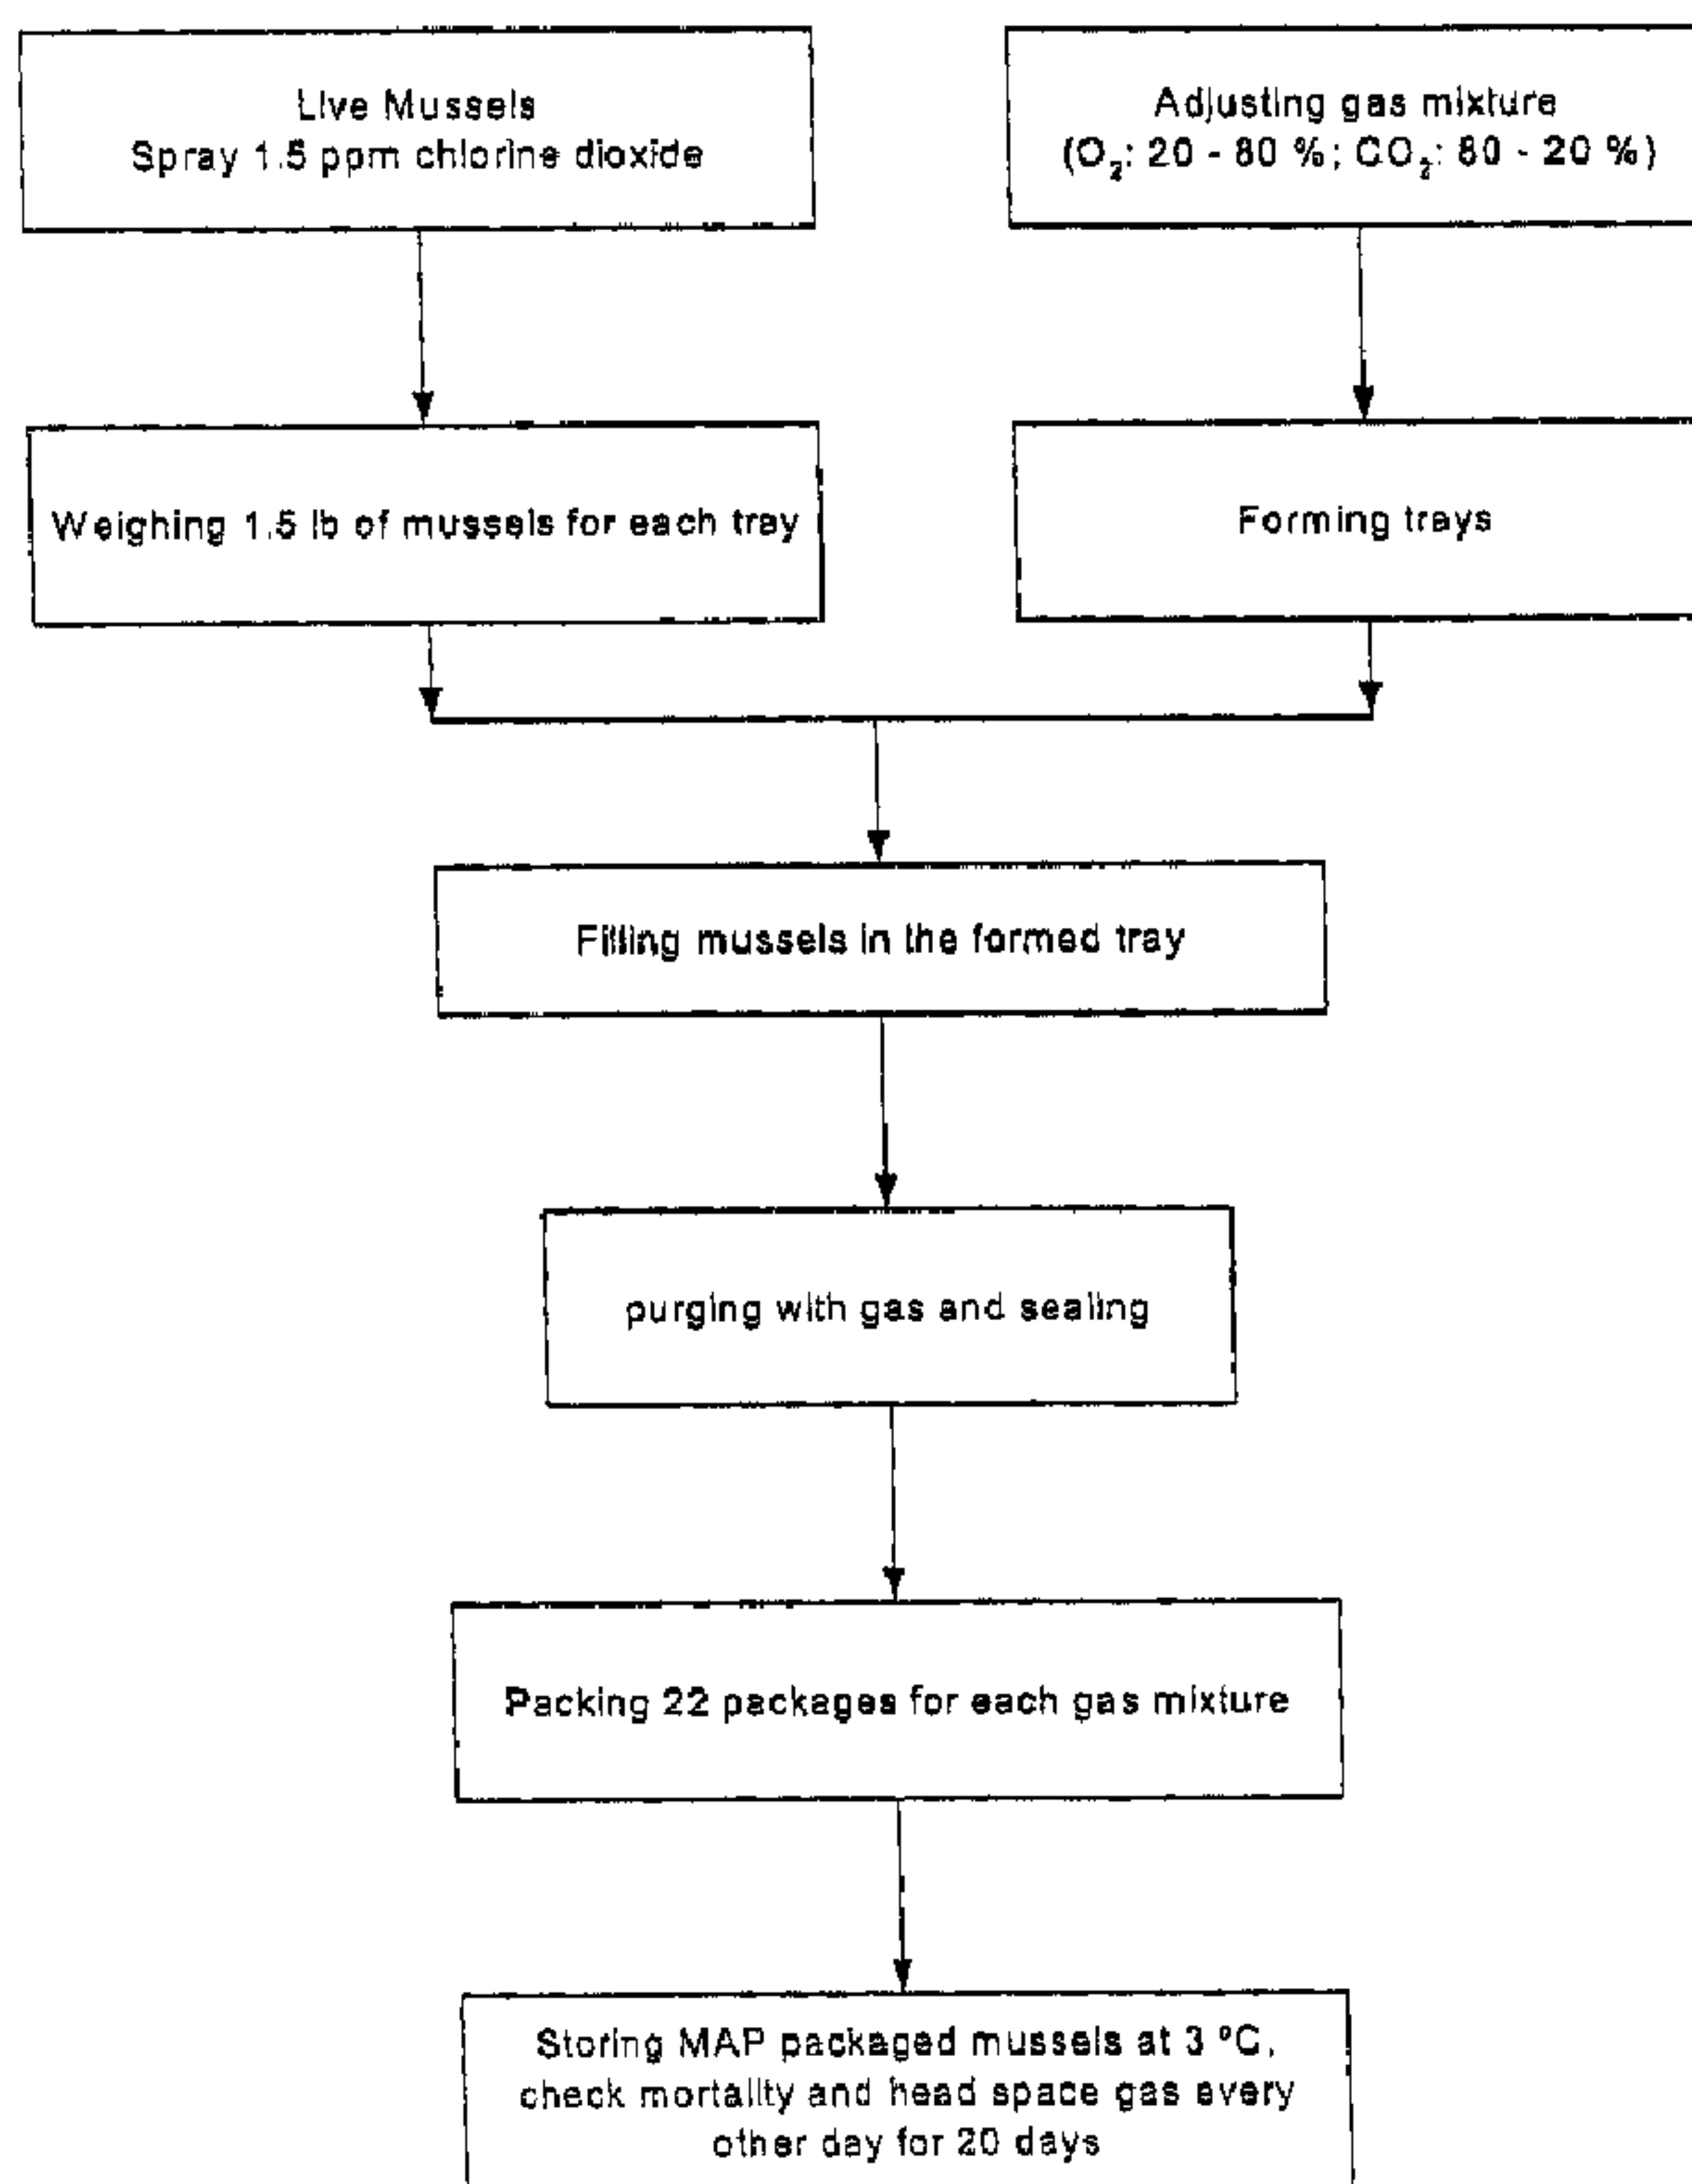 Live Mussels
Spray 1.5 ppm chlorine dioxide
Adjusting gas mixture
(O₂: 20 - 80 %; CO₂: 80 - 20 %)
Weighing 1.5 lb of mussels for each tray
Forming trays
Filling mussels in the formed tray
purging with gas and sealing
Packing 22 packages for each gas mixture
Storing MAP packaged mussels at 3 ºC,
check mortality and head space gas every
other day for 20 days